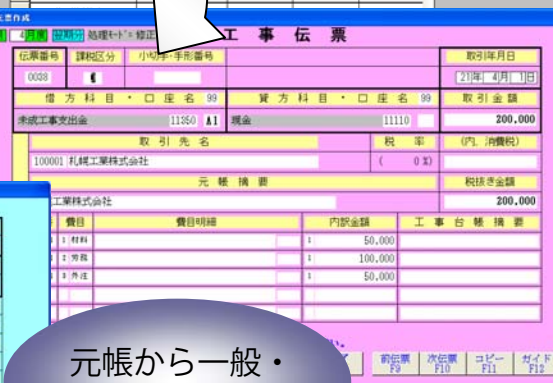 票作成
4月度 翌期分 処理モード= 修正 工 事 伝 票
伝票番号 課税区分 小切手・手形番号 取引年月日
0038 21年 4月 1日
借 方 科 目 ・ 口 座 名 99 貸 方 科 目 ・ 口 座 名 99 取 引 金 額
未成工事支出金 11350 A1 現金 11110 200,000
取 引 先 名 税 率 (内、消費税)
100001 札幌工業株式会社 ( 0 %)
元 帳 摘 要 税抜き金額
工業株式会社 200,000
費目 費目明細 内訳金額 工 事 台 帳 摘 要
1 材料 1 50,000
2 労務 1 100,000
3 外注 1 50,000
前伝票 F9 次伝票 F10 コピー F11 ガイド F12
元帳から一般・